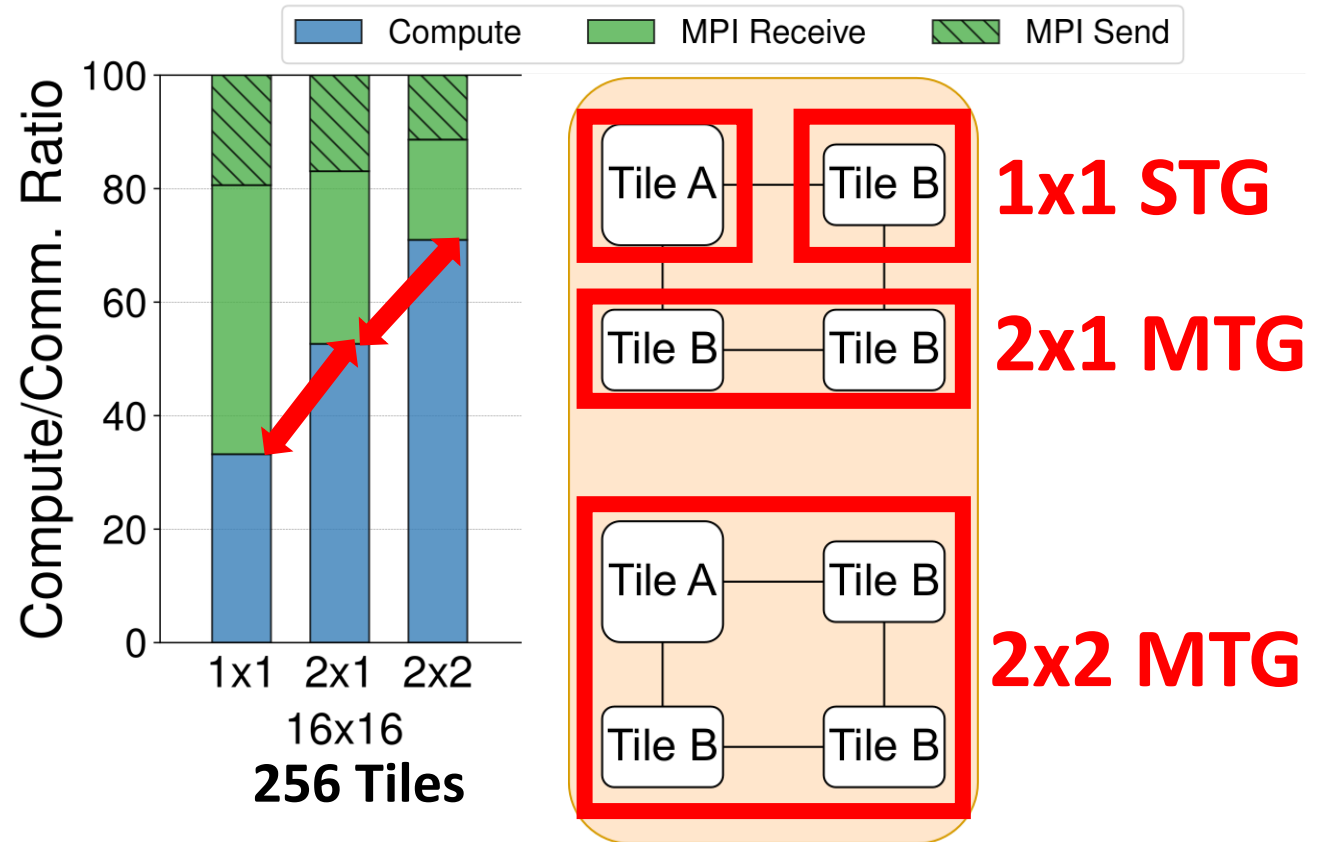 Compute MPI Receive MPI Send
Compute/Comm. Ratio
100
80
60
40
20
0
1x1 2x1 2x2
16x16
256 Tiles
Tile A Tile B
1x1 STG
Tile B Tile B
2x1 MTG
Tile A Tile B
2x2 MTG
Tile B Tile B